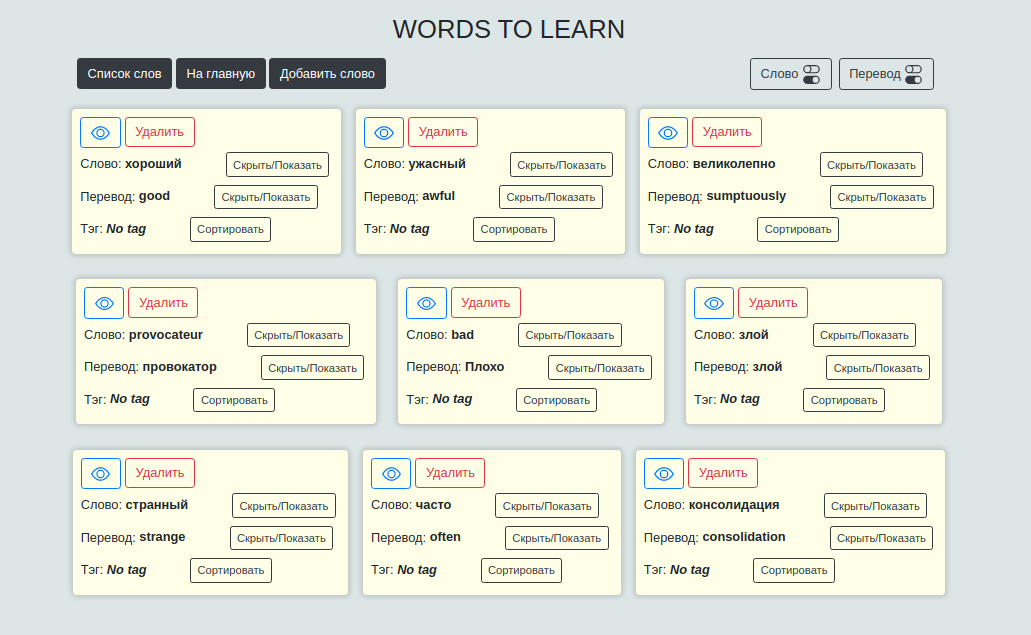 WORDS TO LEARN
Список слов На главную Добавить слово Слово Перевод
Удалить Удалить Удалить
Слово: хороший Скрыть/Показать Слово: ужасный Скрыть/Показать Слово: великолепно Скрыть/Показать
Перевод: good Скрыть/Показать Перевод: awful Скрыть/Показать Перевод: sumptuously Скрыть/Показать
Тэг: No tag Сортировать Тэг: No tag Сортировать Тэг: No tag Сортировать
Удалить Удалить Удалить
Слово: provocateur Скрыть/Показать Слово: bad Скрыть/Показать Слово: злой Скрыть/Показать
Перевод: провокатор Скрыть/Показать Перевод: Плохо Скрыть/Показать Перевод: злой Скрыть/Показать
Тэг: No tag Сортировать Тэг: No tag Сортировать Тэг: No tag Сортировать
Удалить Удалить Удалить
Слово: странный Скрыть/Показать Слово: часто Скрыть/Показать Слово: консолидация Скрыть/Показать
Перевод: strange Скрыть/Показать Перевод: often Скрыть/Показать Перевод: consolidation Скрыть/Показать
Тэг: No tag Сортировать Тэг: No tag Сортировать Тэг: No tag Сортировать